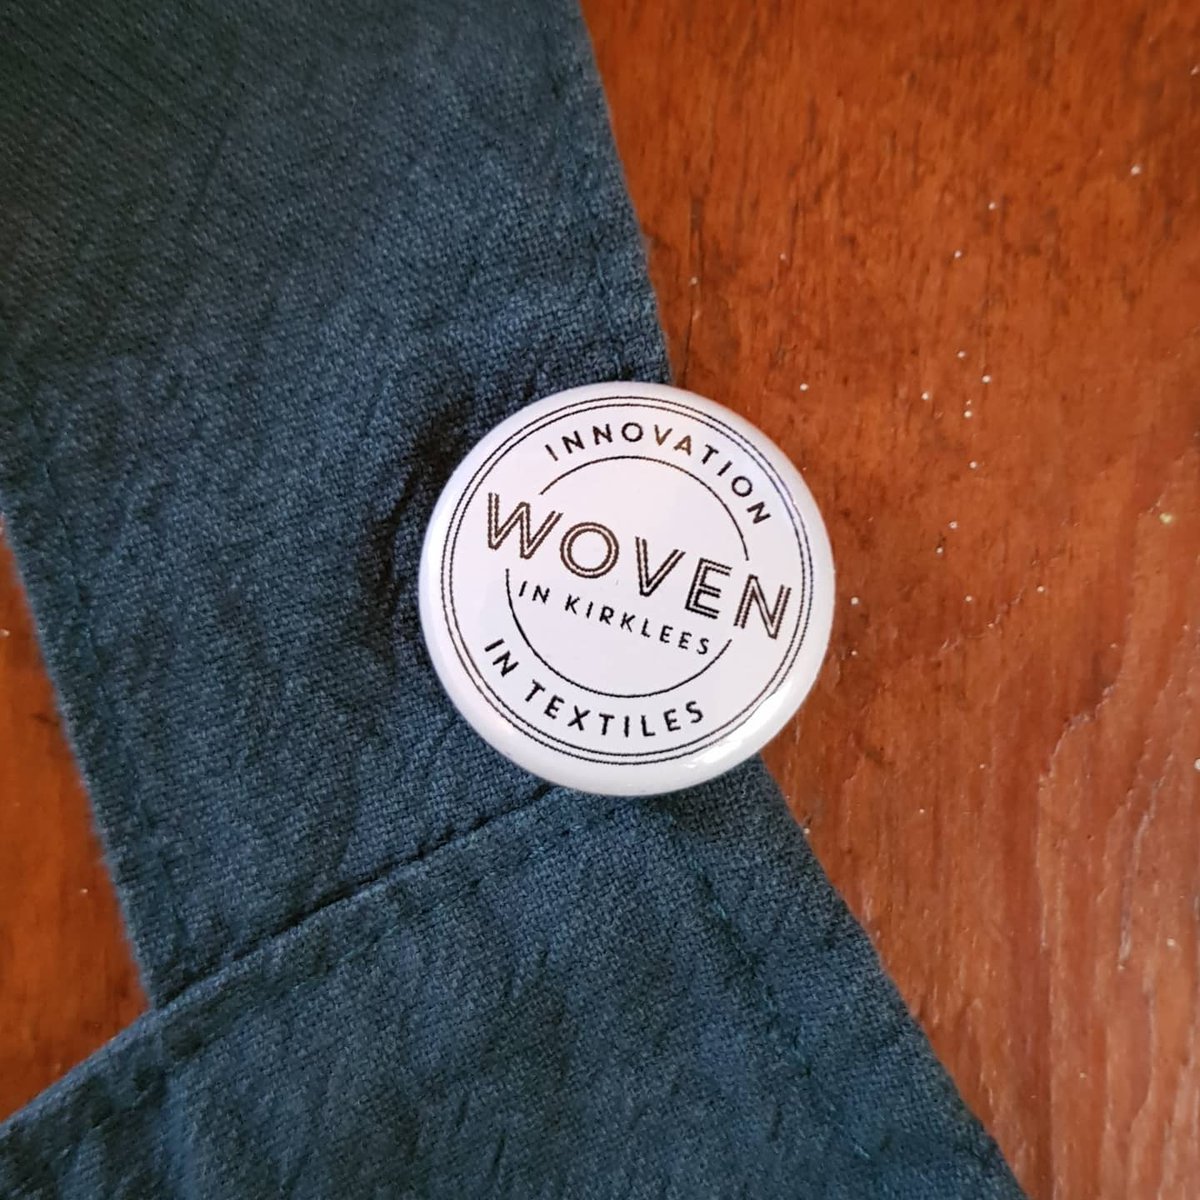 INNOVATION
WOVEN
IN KIRKLEES
IN TEXTILES